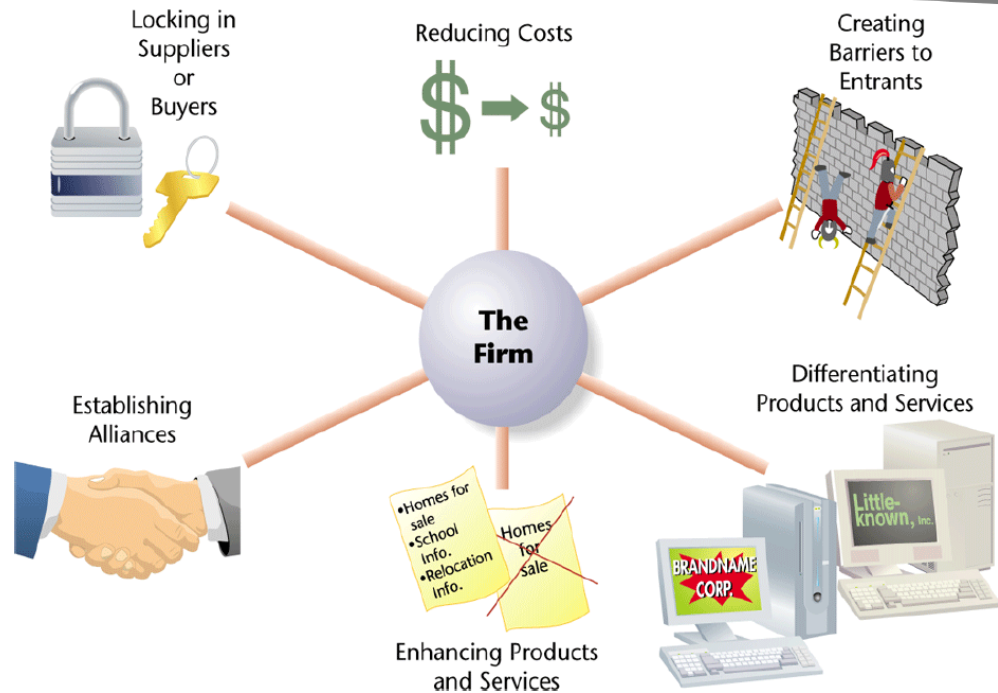 Locking in
Suppliers
or
Buyers
Reducing Costs
$
$
Creating
Barriers to
Entrants
The
Firm
Establishing
Alliances
•Homes for
sale
•School
Info.
•Relocation
Info.
Homes
for
sale
Enhancing Products
and Services
Differentiating
Products and Services
Little-
known, Inc.
BRANDNAME
CORP.